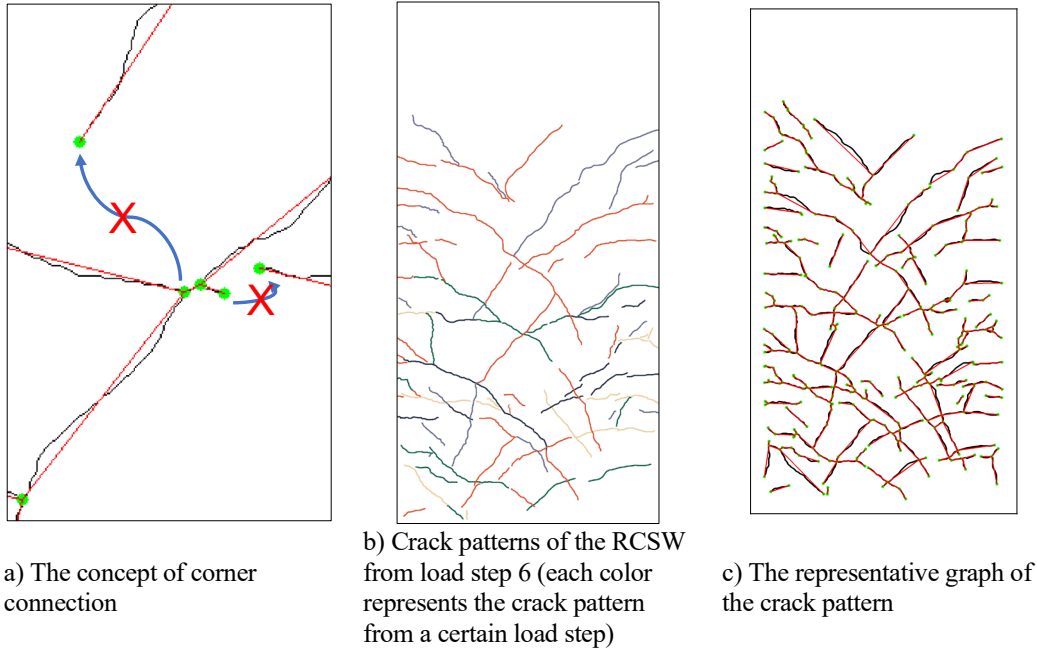 a) The concept of corner
connection
b) Crack patterns of the RCSW
from load step 6 (each color
represents the crack pattern
from a certain load step)
c) The representative graph of
the crack pattern